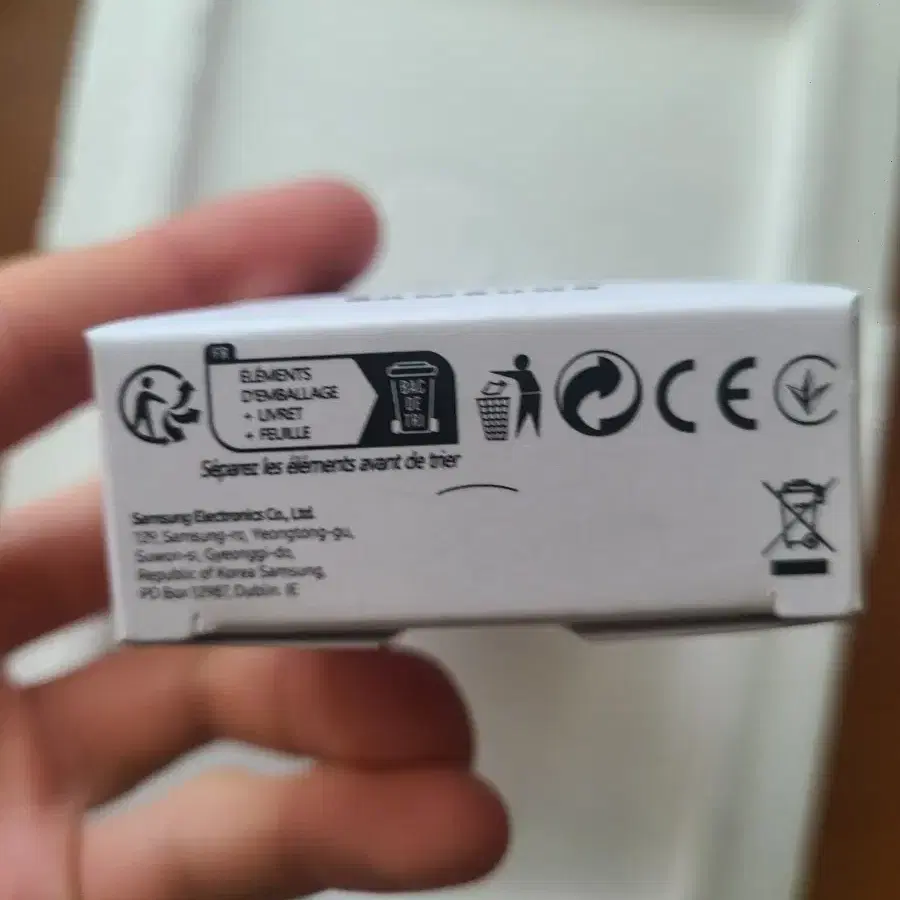 FR
ÉLÉMENTS
D'EMBALLAGE
+ LIVRET
+ FEUILLE
BAC
DE
TRI
Séparez les éléments avant de trier
CE
Samsung Electronics Co., Ltd.
129, Samsung-ro, Yeongtong-gu,
Suwon-si, Gyeonggi-do,
Republic of Korea Samsung,
PO Box 12987, Dublin. IE